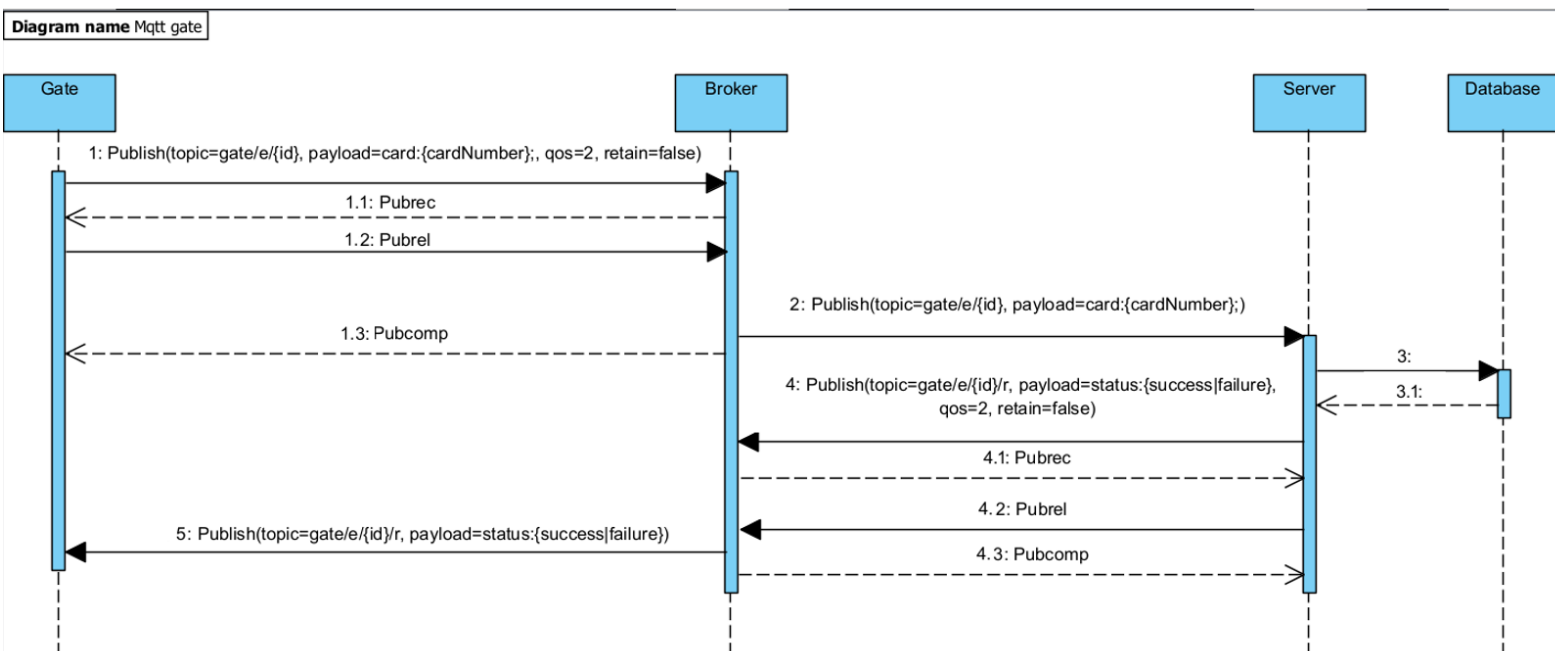 Diagram name Mqtt gate
Gate
Broker
Server
Database
1: Publish(topic=gate/e/{id}, payload=card:{cardNumber};, qos=2, retain=false)
1.1: Pubrec
1.2: Pubrel
2: Publish(topic=gate/e/{id}, payload=card:{cardNumber};)
1.3: Pubcomp
3:
4: Publish(topic=gate/e/{id}/r, payload=status:{success|failure},
qos=2, retain=false)
3.1:
4.1: Pubrec
4.2: Pubrel
5: Publish(topic=gate/e/{id}/r, payload=status:{success|failure})
4.3: Pubcomp